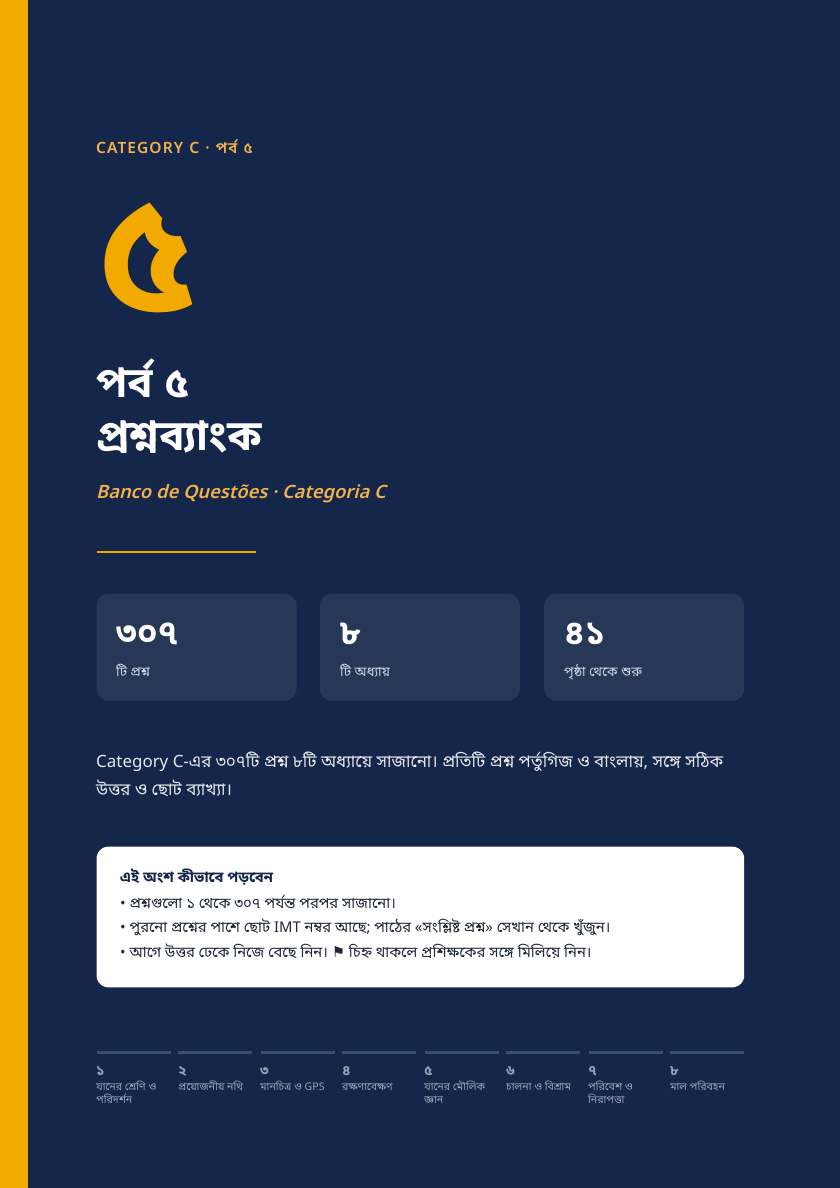 CATEGORY C · পর্ব ৫
৫
পর্ব ৫
প্রশ্নব্যাংক
Banco de Questões · Categoria C
৩০৭
টি প্রশ্ন
৮
টি অধ্যায়
৪১
পৃষ্ঠা থেকে শুরু
Category C-এর ৩০৭টি প্রশ্ন ৮টি অধ্যায়ে সাজানো। প্রতিটি প্রশ্ন পর্তুগিজ ও বাংলায়, সঙ্গে সঠিক
উত্তর ও ছোট ব্যাখ্যা।
এই অংশ কীভাবে পড়বেন
• প্রশ্নগুলো ১ থেকে ৩০৭ পর্যন্ত পরপর সাজানো।
• পুরনো প্রশ্নের পাশে ছোট IMT নম্বর আছে; পাঠের «সংশ্লিষ্ট প্রশ্ন» সেখান থেকে খুঁজুন।
• আগে উত্তর ঢেকে নিজে বেছে নিন। ⚑ চিহ্ন থাকলে প্রশিক্ষকের সঙ্গে মিলিয়ে নিন।
১
যানের শ্রেণি ও
পরিদর্শন
২
প্রয়োজনীয় নথি
৩
মানচিত্র ও GPS
৪
রক্ষণাবেক্ষণ
৫
যানের মৌলিক
জ্ঞান
৬
চালনা ও বিশ্রাম
৭
পরিবেশ ও
নিরাপত্তা
৮
মাল পরিবহন